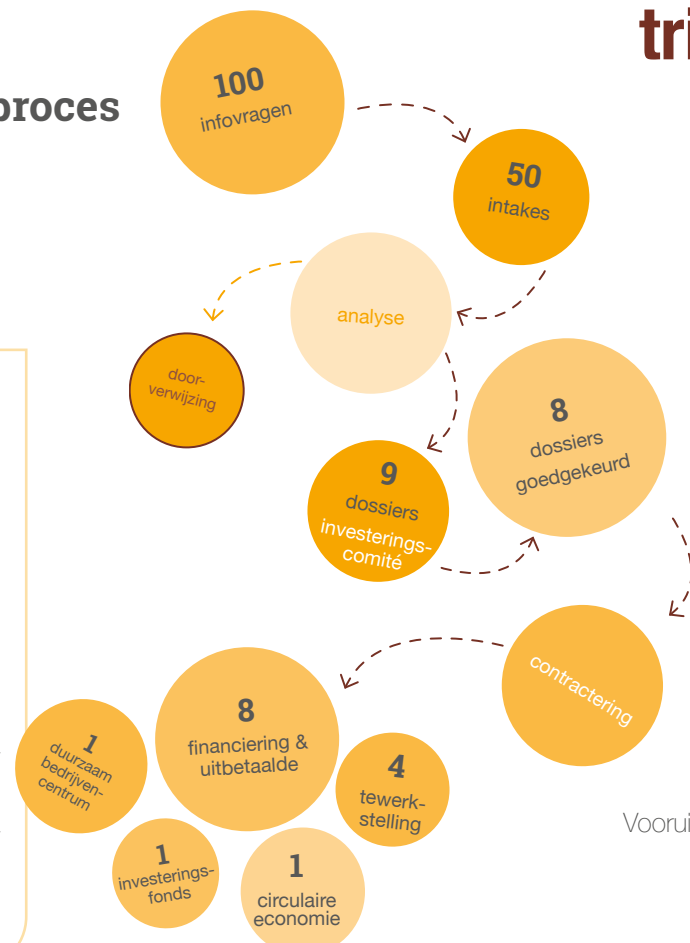 tri
proces
100
infovragen
50
intakes
analyse
door-
verwijzing
8
dossiers
goedgekeurd
9
dossiers
investerings-
comité
contractering
8
financiering &
uitbetaalde
1
duurzaam
bedrijven-
centrum
4
tewerk-
stelling
1
investerings-
fonds
1
circulaire
economie
Voorui